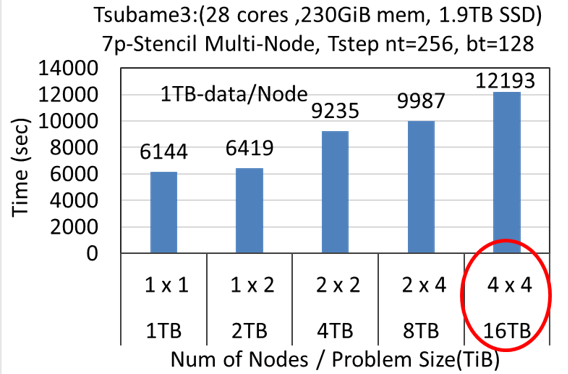 Tsubame3:(28 cores ,230GiB mem, 1.9TB SSD)
7p-Stencil Multi-Node, Tstep nt=256, bt=128
Time (sec)
14000
12000
10000
8000
6000
4000
2000
0
1TB-data/Node
6144
6419
9235
9987
12193
1 x 1
1 x 2
2 x 2
2 x 4
4 x 4
1TB
2TB
4TB
8TB
16TB
Num of Nodes / Problem Size(TiB)